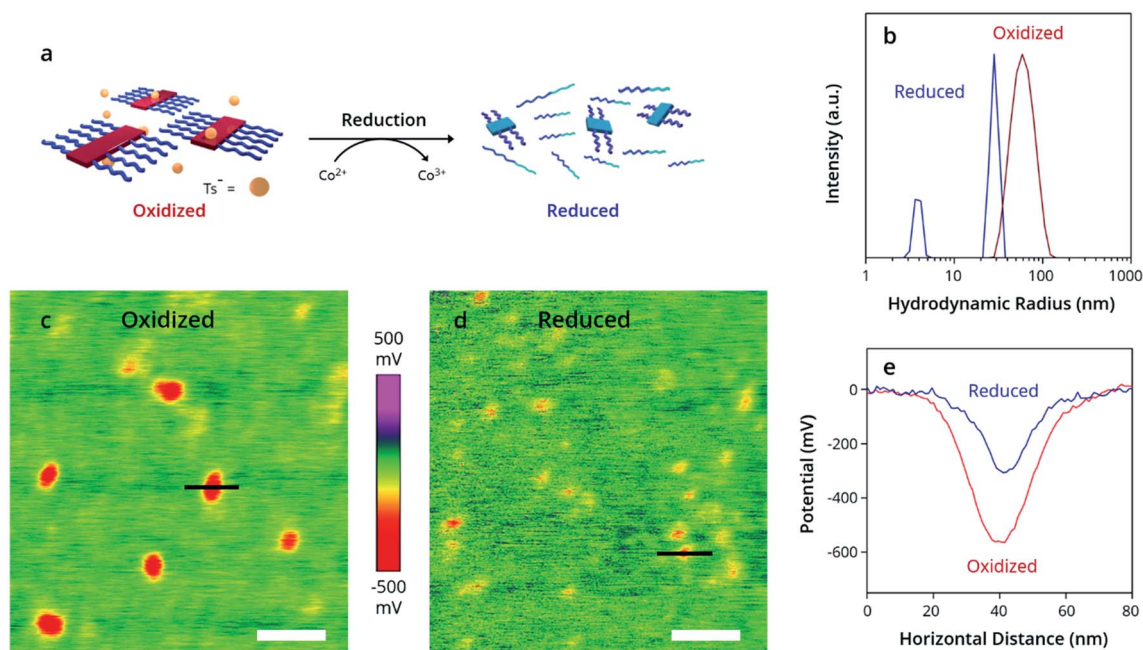 a
Reduction
Co²⁺
Co³⁺
Ts⁻ =
Oxidized
Reduced
b
Oxidized
Reduced
Intensity (a.u.)
1
10
100
1000
Hydrodynamic Radius (nm)
c
Oxidized
500
mV
-500
mV
d
Reduced
e
Reduced
Oxidized
Potential (mV)
0
-200
-400
-600
0
20
40
60
80
Horizontal Distance (nm)